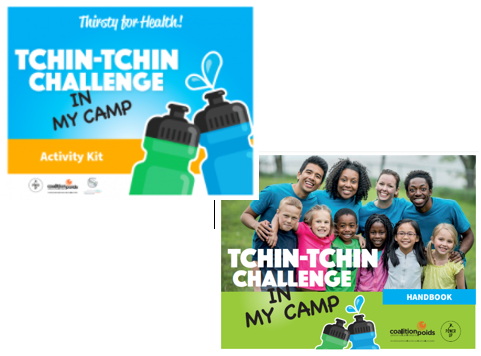 Thirsty for Health!
TCHIN-TCHIN
CHALLENGE
IN
MY CAMP
Activity Kit
coalitionpoids
TCHIN-TCHIN
CHALLENGE
IN
MY CAMP
HANDBOOK
coalitionpoids